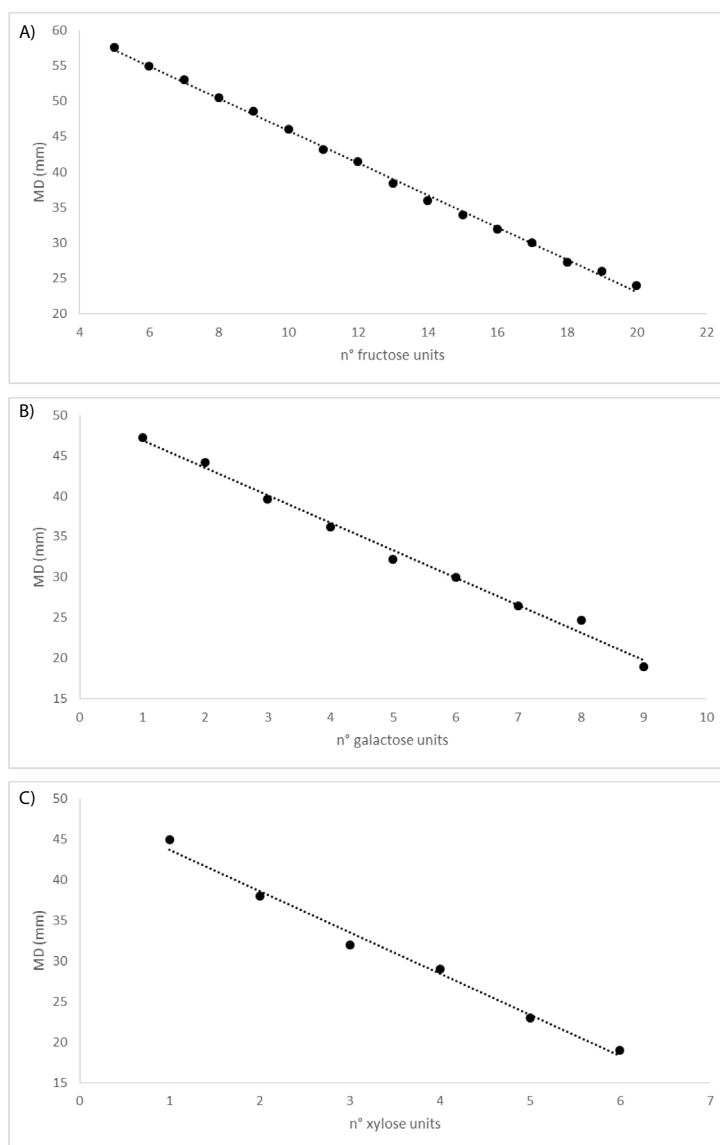 A)
60
55
50
45
40
35
30
25
20
MD (mm)
4 6 8 10 12 14 16 18 20 22
n° fructose units
B)
50
45
40
35
30
25
20
15
MD (mm)
0 1 2 3 4 5 6 7 8 9 10
n° galactose units
C)
50
45
40
35
30
25
20
15
MD (mm)
0 1 2 3 4 5 6 7
n° xylose units